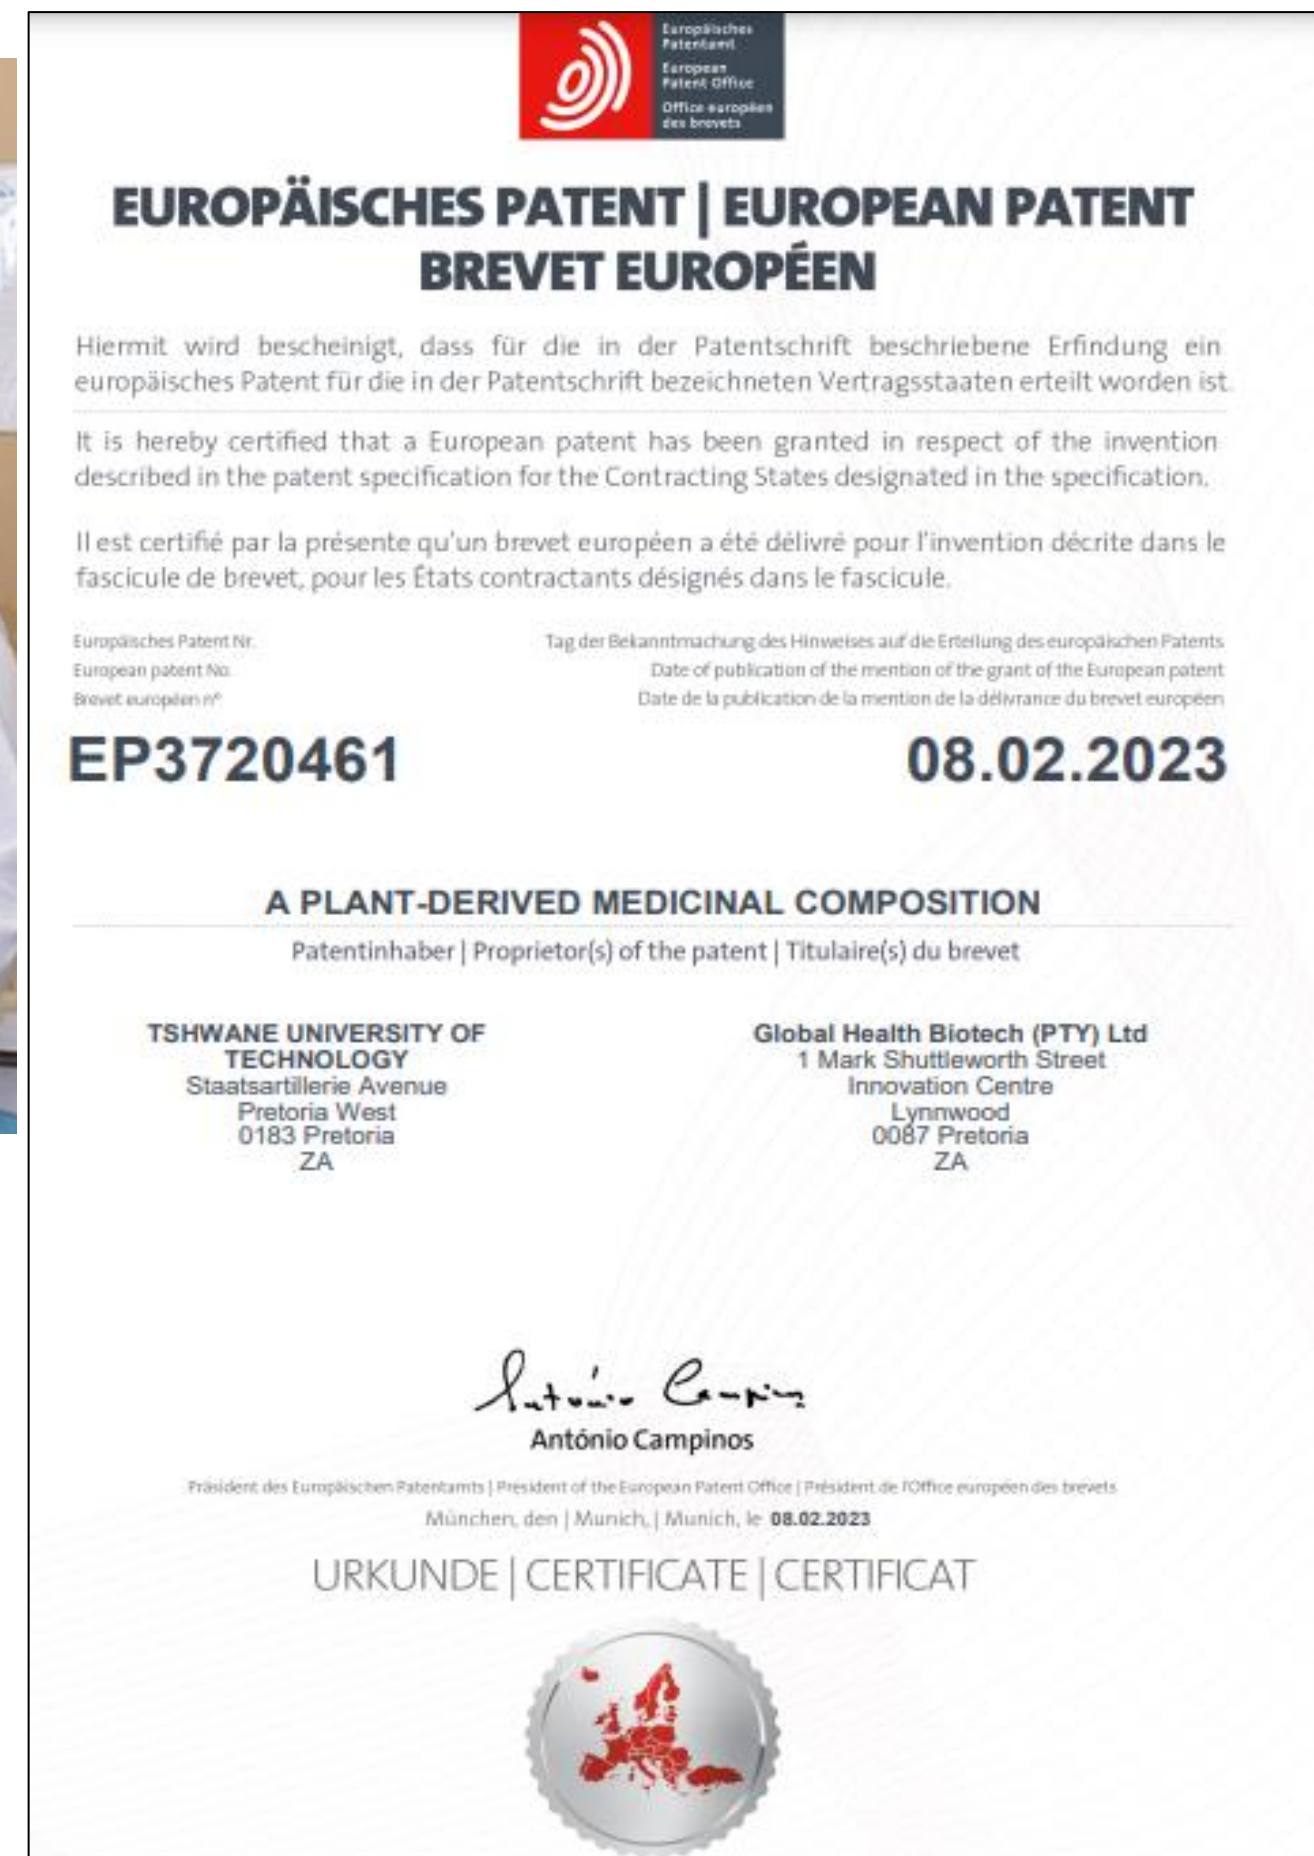 Europäisches
Patentamt
European
Patent Office
Office européen
des brevets
EUROPÄISCHES PATENT | EUROPEAN PATENT
BREVET EUROPÉEN
Hiermit wird bescheinigt, dass für die in der Patentschrift beschriebene Erfindung ein
europäisches Patent für die in der Patentschrift bezeichneten Vertragsstaaten erteilt worden ist.
It is hereby certified that a European patent has been granted in respect of the invention
described in the patent specification for the Contracting States designated in the specification.
Il est certifié par la présente qu'un brevet européen a été délivré pour l'invention décrite dans le
fascicule de brevet, pour les États contractants désignés dans le fascicule.
Europäisches Patent Nr.
European patent No.
Brevet européen n°
Tag der Bekanntmachung des Hinweises auf die Erteilung des europäischen Patents
Date of publication of the mention of the grant of the European patent
Date de la publication de la mention de la délivrance du brevet européen
EP3720461
08.02.2023
A PLANT-DERIVED MEDICINAL COMPOSITION
Patentinhaber | Proprietor(s) of the patent | Titulaire(s) du brevet
TSHWANE UNIVERSITY OF
TECHNOLOGY
Staatsartillerie Avenue
Pretoria West
0183 Pretoria
ZA
Global Health Biotech (PTY) Ltd
1 Mark Shuttleworth Street
Innovation Centre
Lynnwood
0087 Pretoria
ZA
António Campinos
António Campinos
Präsident des Europäischen Patentamts | President of the European Patent Office | Président de l'Office européen des brevets
München, den | Munich, | Munich, le 08.02.2023
URKUNDE | CERTIFICATE | CERTIFICAT